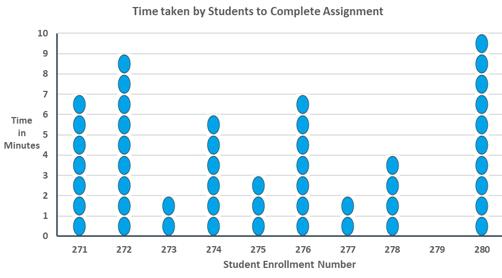 Time taken by Students to Complete Assignment
10
9
8
7
6
5
4
3
2
1
0
Time
in
Minutes
271 272 273 274 275 276 277 278 279 280
Student Enrollment Number